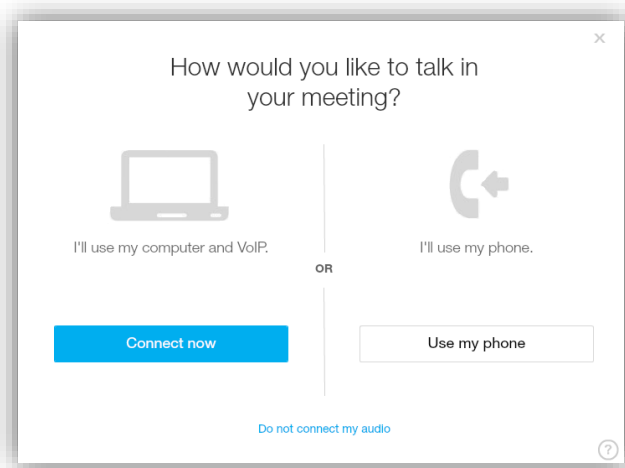 How would you like to talk in
your meeting?
I'll use my computer and VoIP.
I'll use my phone.
OR
Connect now
Use my phone
Do not connect my audio
?